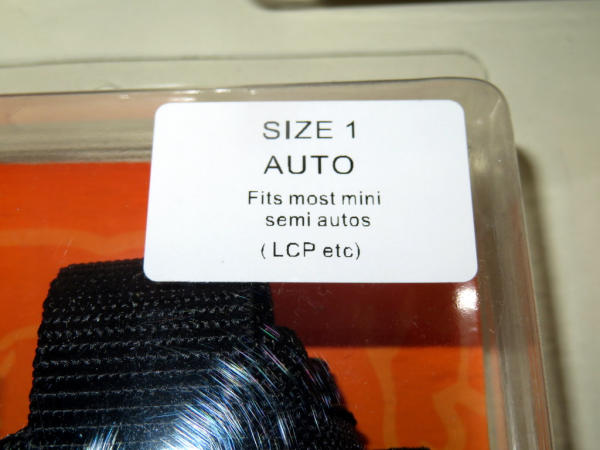 SIZE 1
AUTO
Fits most mini
semi autos
( LCP etc)